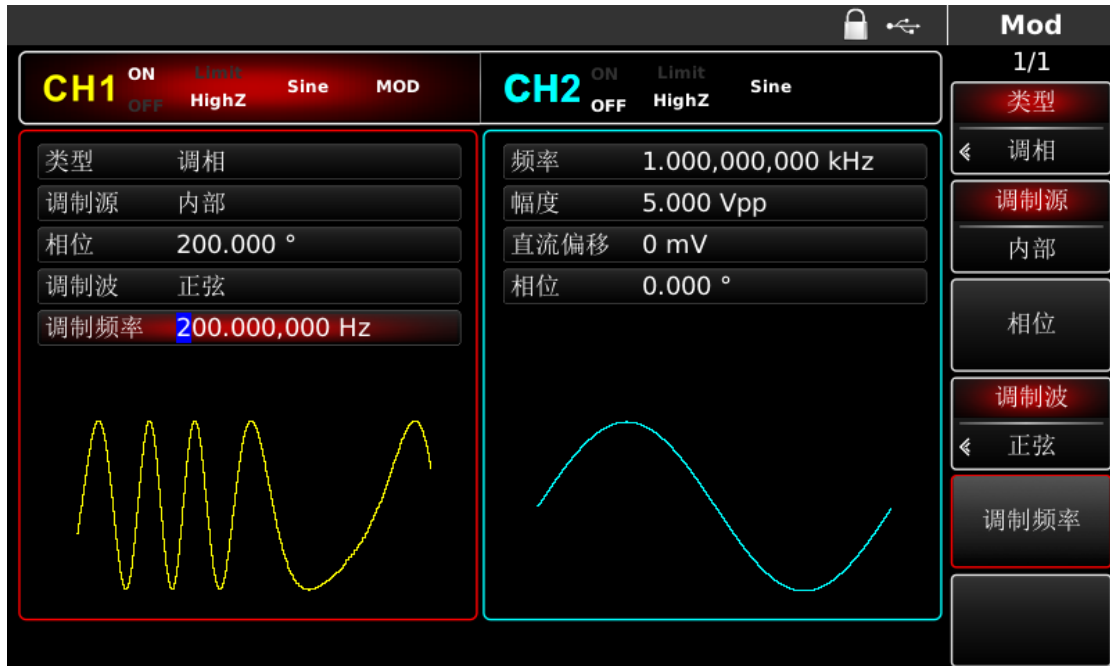 Mod
1/1
CH1 ON OFF Limit HighZ Sine MOD
CH2 ON OFF Limit HighZ Sine
类型 调相
调制源 内部
相位 200.000 °
调制波 正弦
调制频率 200.000,000 Hz
频率 1.000,000,000 kHz
幅度 5.000 Vpp
直流偏移 0 mV
相位 0.000 °
类型
调相
调制源
内部
相位
调制波
正弦
调制频率